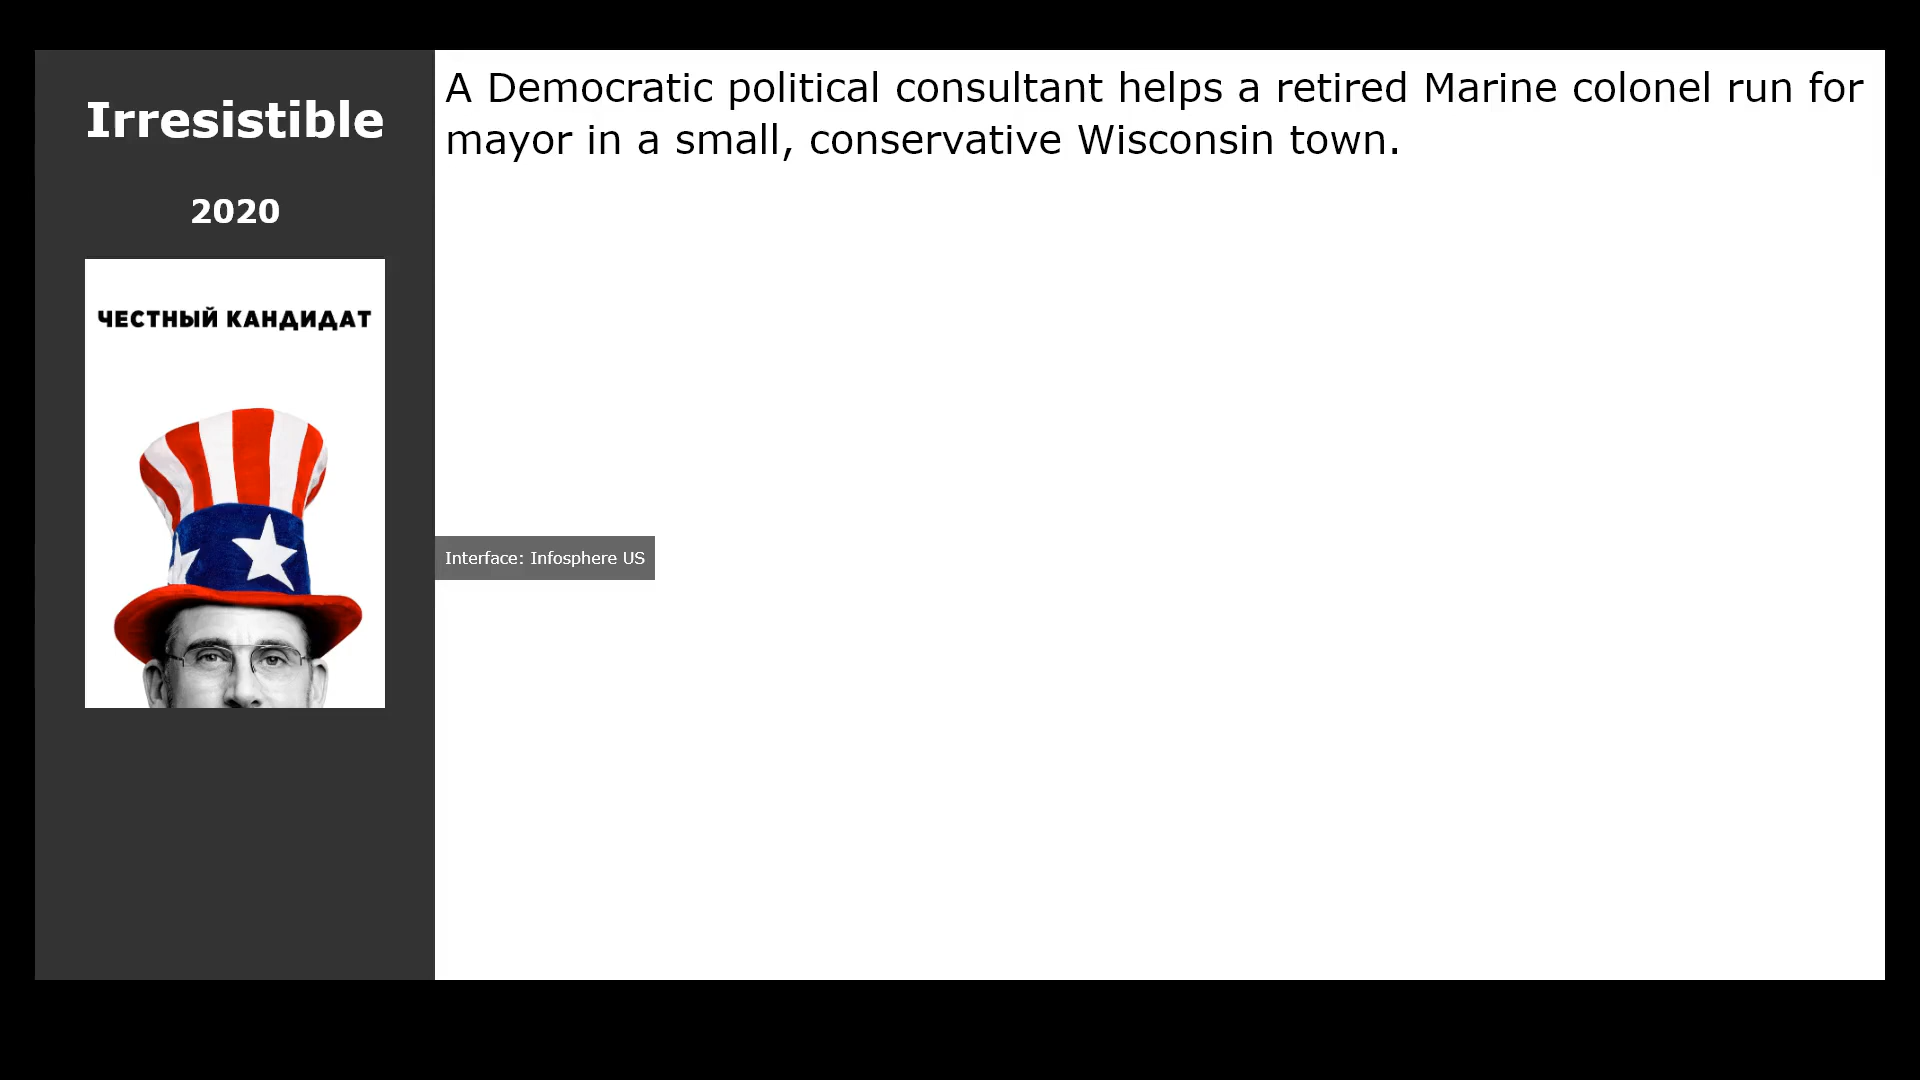 Irresistible
2020
ЧЕСТНЫЙ КАНДИДАТ
A Democratic political consultant helps a retired Marine colonel run for
mayor in a small, conservative Wisconsin town.
Interface: Infosphere US